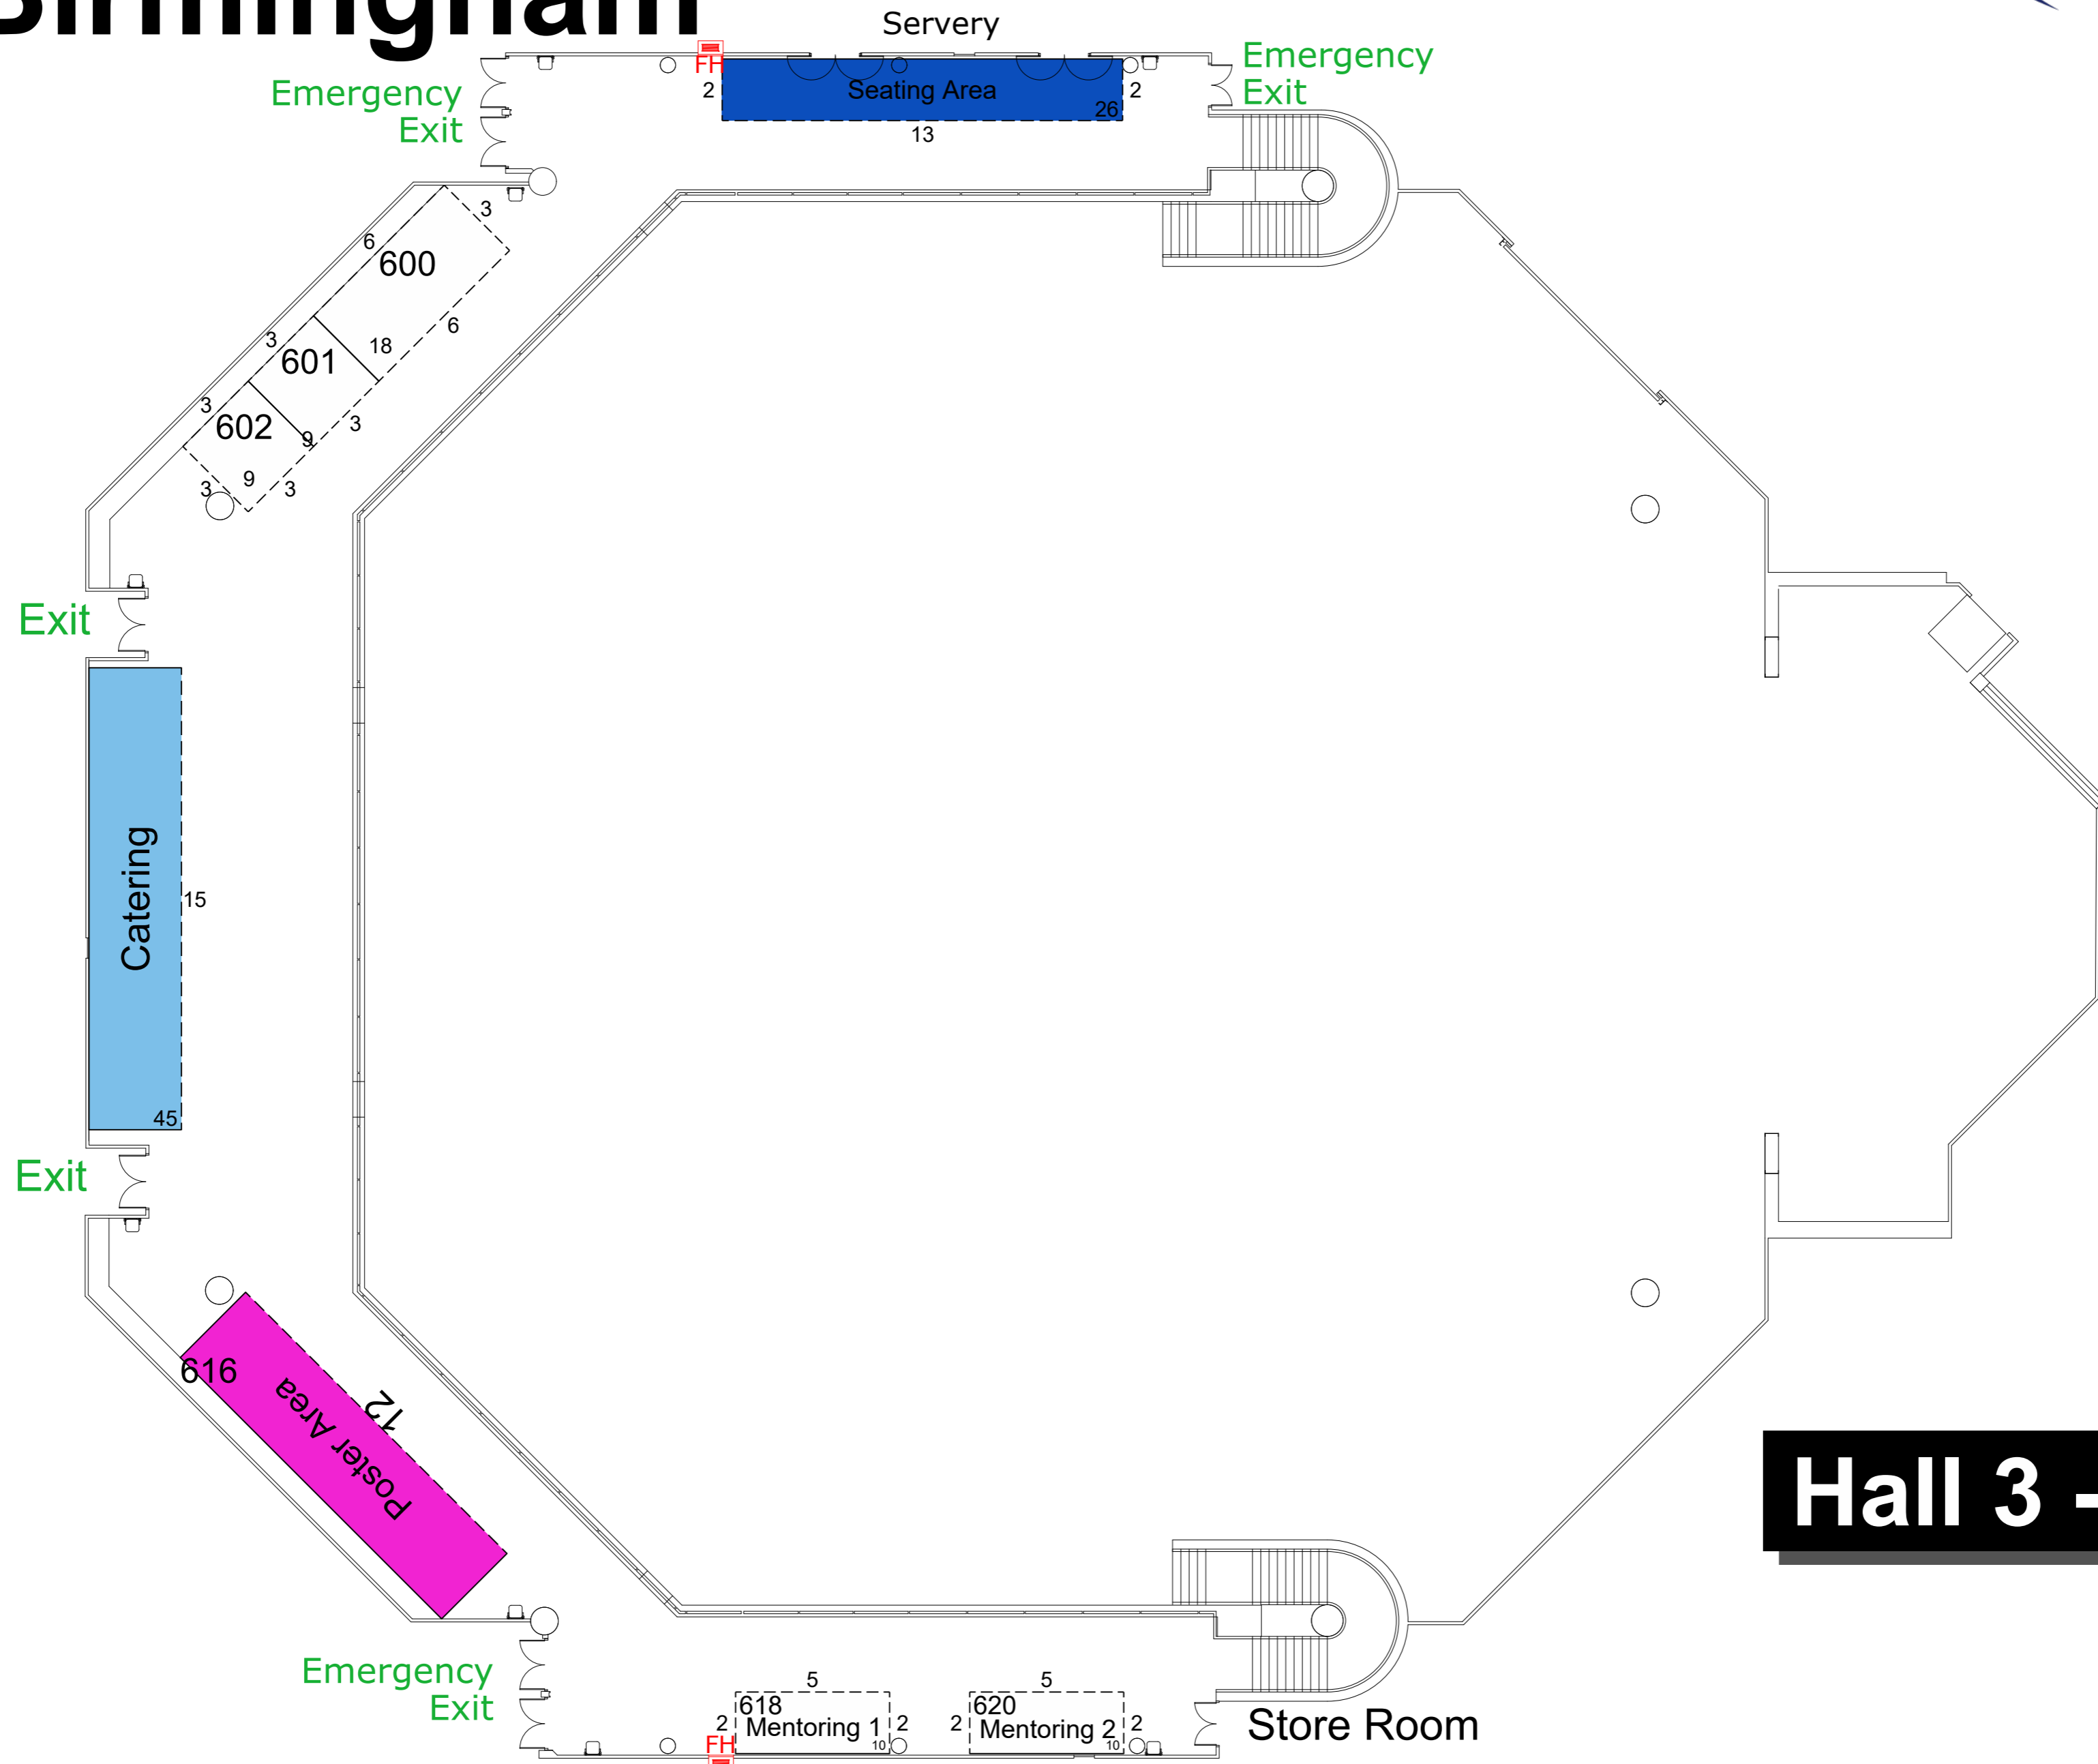 Birmingham
Servery
Emergency
Exit
FH
2
Seating Area
26
2
13
Emergency
Exit
3
6
600
6
18
3
601
3
9
3
602
9
3
3
Exit
Catering
15
45
Exit
616
Poster Area
12
Hall 3 -
Emergency
Exit
5
618
2
Mentoring 1
2
10
FH
5
620
2
Mentoring 2
2
10
Store Room